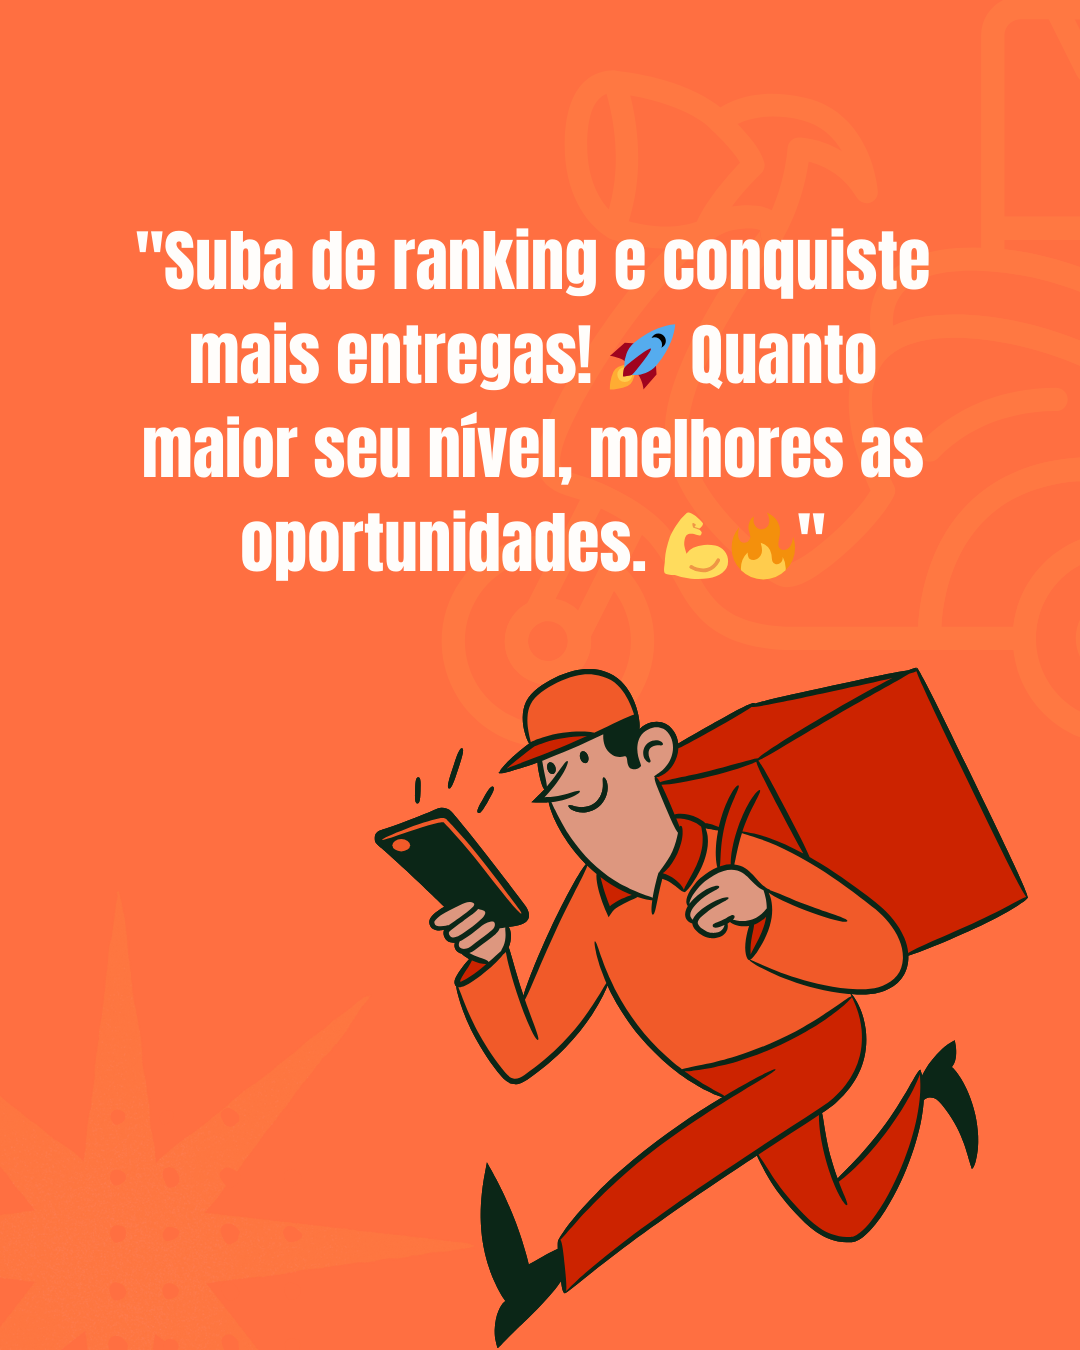 "Suba de ranking e conquiste
mais entregas! 🚀 Quanto
maior seu nível, melhores as
oportunidades. 💪🔥"